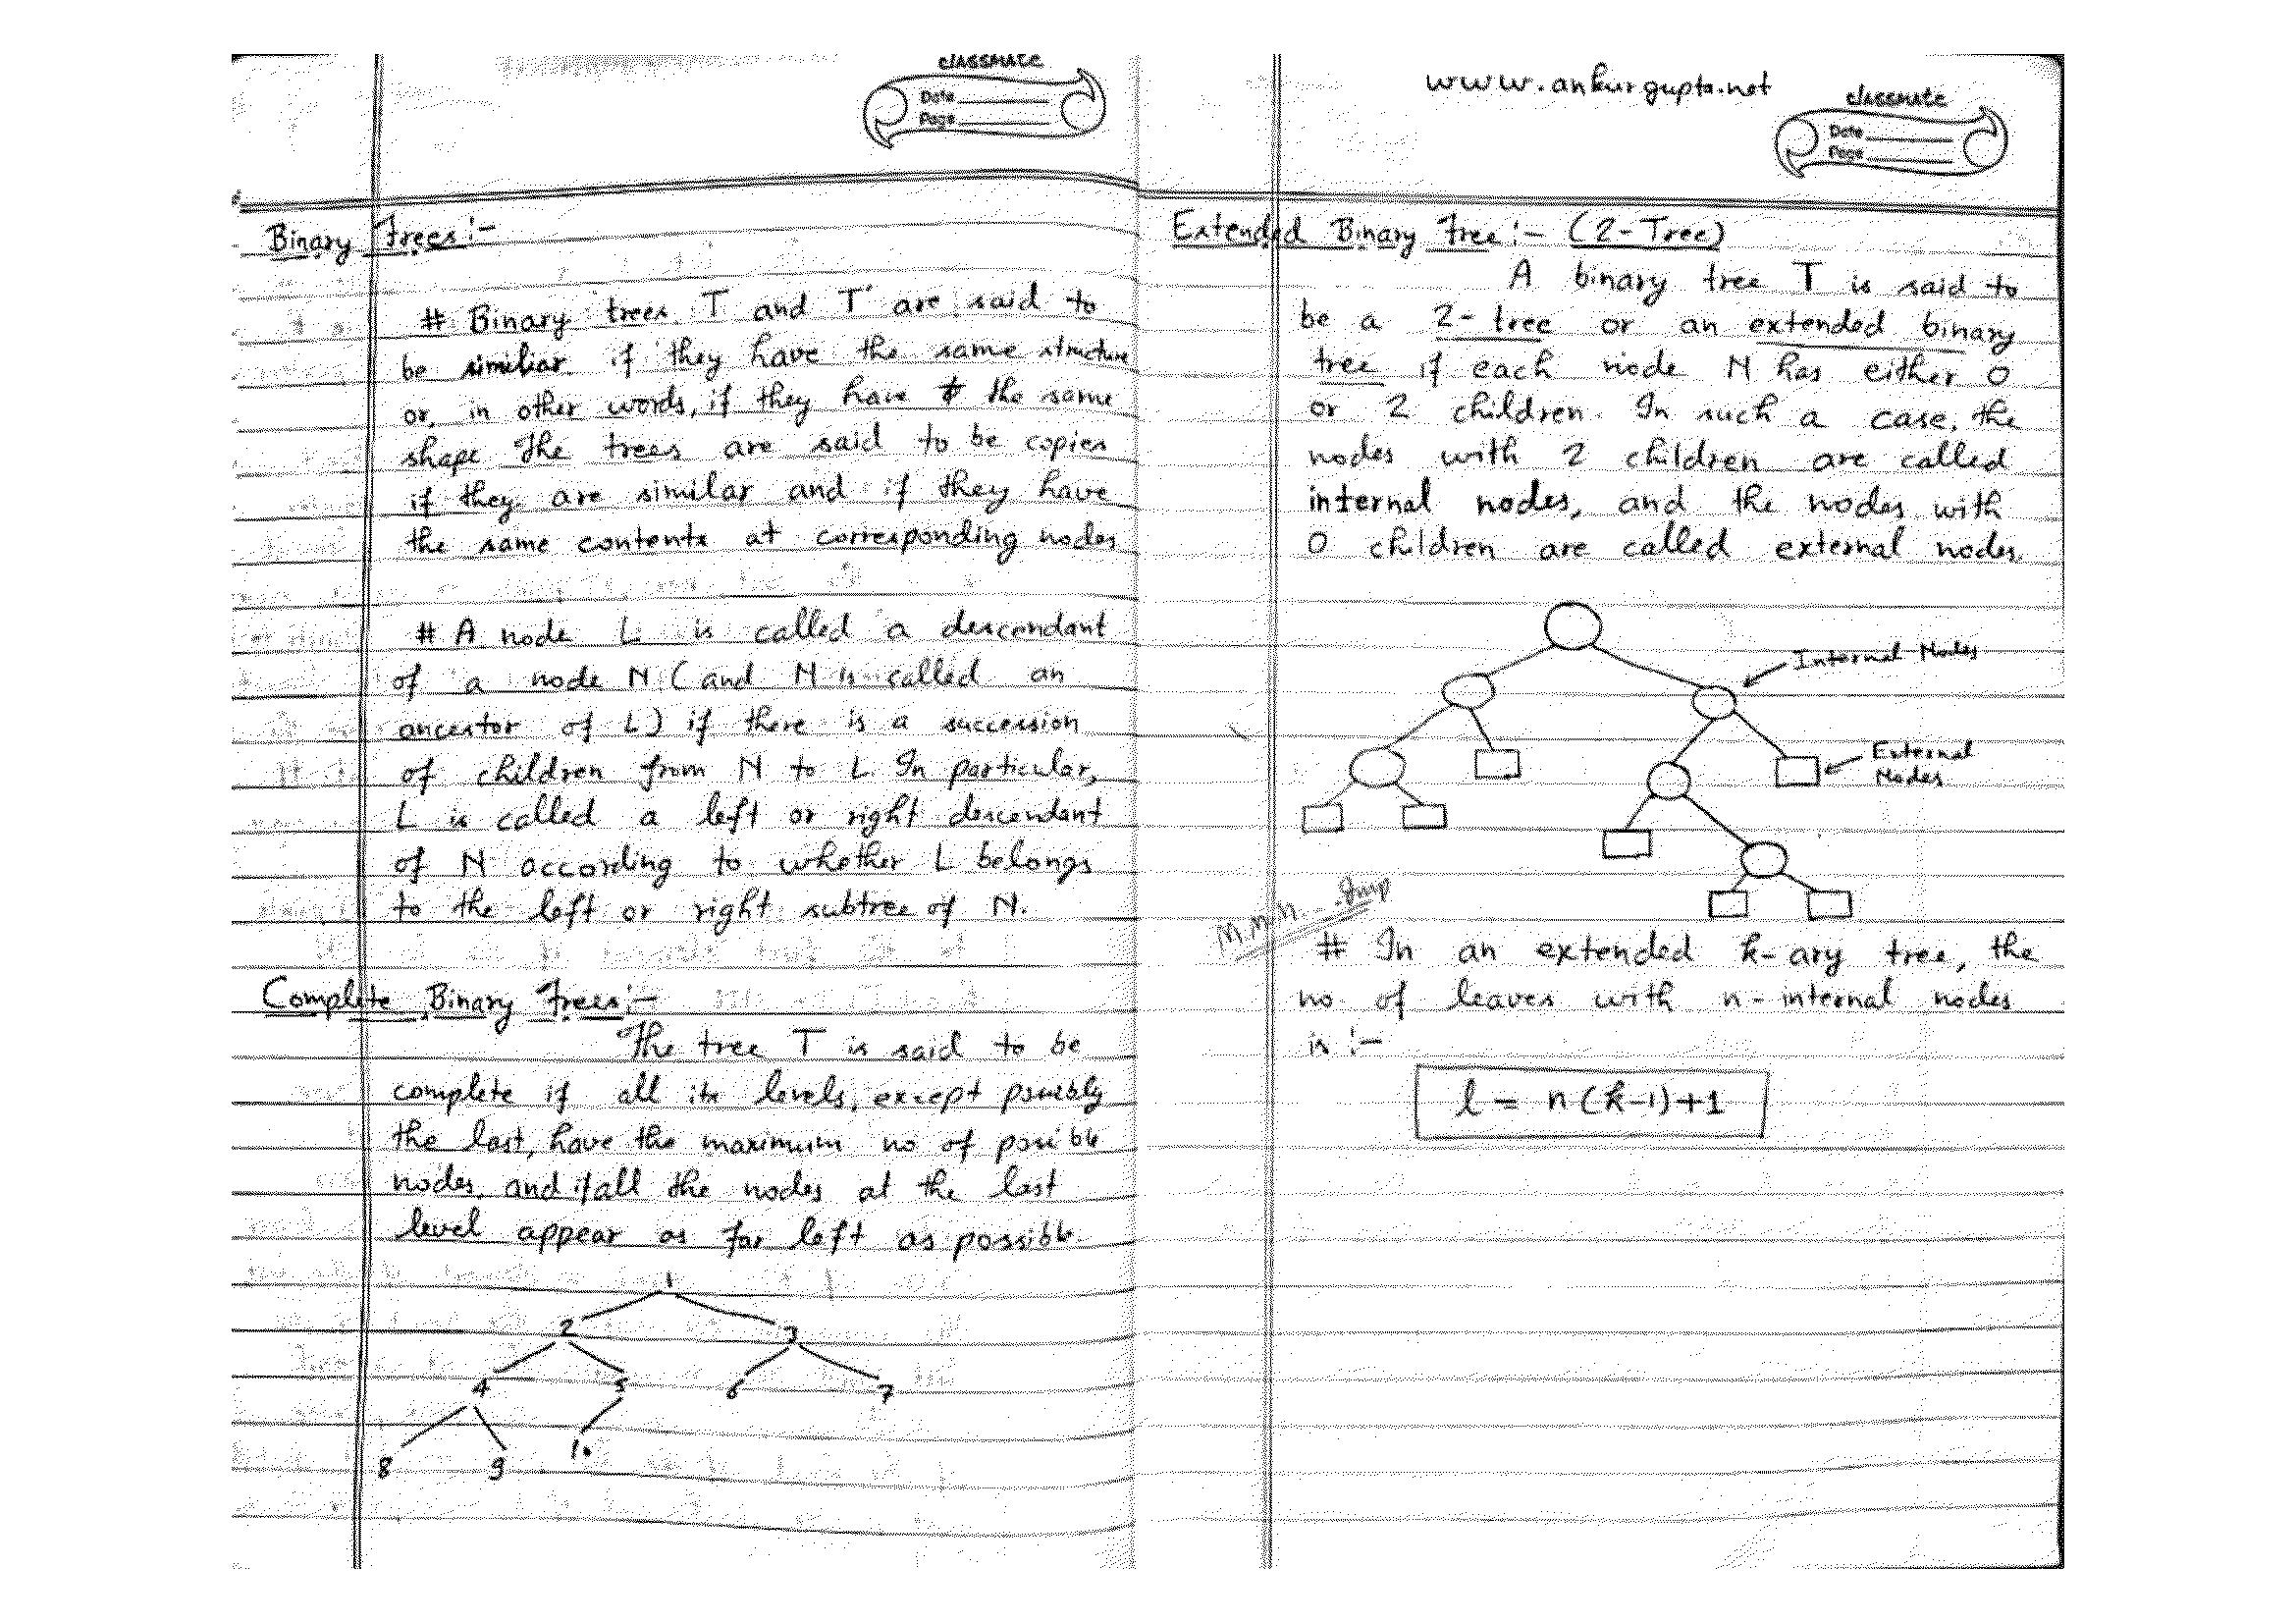 classmate
Date
Page
Binary Trees:-
# Binary trees T and T' are said to
be similiar if they have the same structure
or, in other words, if they have the same
shape The trees are said to be copies
if they are similar and if they have
the same contents at corresponding nodes
# A node L is called a descendant
of a node N (and N is called an
ancestor of L) if there is a succession
of children from N to L. In particular,
L is called a left or right descendant
of N according to whether L belongs
to the left or right subtree of N.
Complete Binary Trees:-
The tree T is said to be
complete if all its levels, except possibly
the last, have the maximum no of possible
nodes, and if all the nodes at the last
level appear as far left as possible.
1
2 3
4 5 6 7
8 9 10
www.ankurgupta.net
classmate
Date
Page
Extended Binary Tree:- (2-Tree)
A binary tree T is said to
be a 2-tree or an extended binary
tree if each node N has either 0
or 2 children. In such a case, the
nodes with 2 children are called
internal nodes, and the nodes with
0 children are called external nodes.
Internal Nodes
External
Nodes
Imp
# In an extended k-ary tree, the
no. of leaves with n-internal nodes
is :-
l = n(k-1)+1